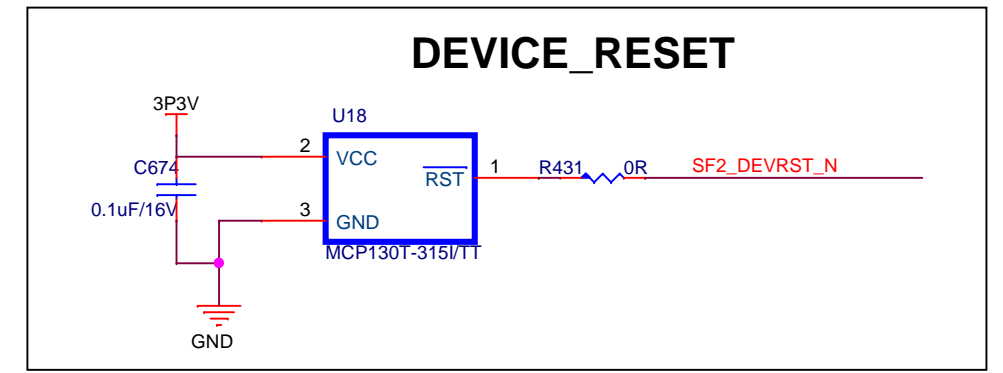 DEVICE_RESET
3P3V
U18
2
VCC
C674
1
R431
0R
SF2_DEVRST_N
RST
0.1uF/16V
3
GND
MCP130T-315I/TT
GND